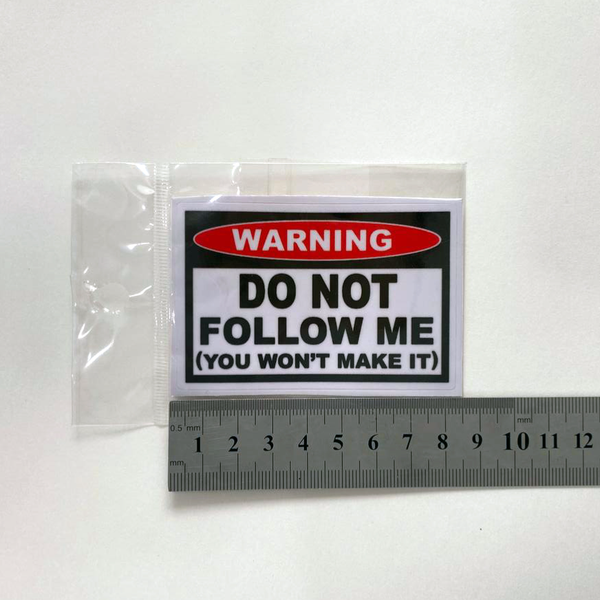 WARNING
DO NOT
FOLLOW ME
(YOU WON'T MAKE IT)
0.5 mm
mm
1 2 3 4 5 6 7 8 9 10 11 12
mm